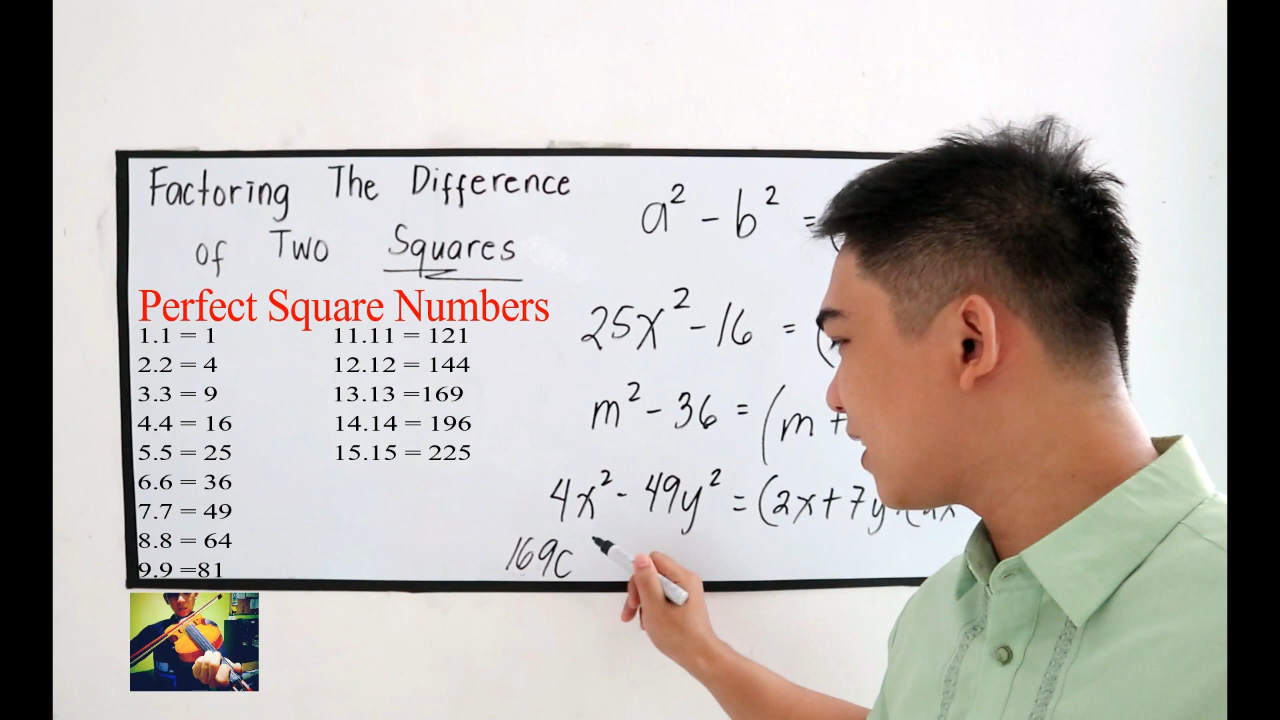 Factoring The Difference
of Two Squares
Perfect Square Numbers
1.1 = 1
2.2 = 4
3.3 = 9
4.4 = 16
5.5 = 25
6.6 = 36
7.7 = 49
8.8 = 64
9.9 =81
11.11 = 121
12.12 = 144
13.13 =169
14.14 = 196
15.15 = 225
a² - b² =
25x² - 16 = (
m² - 36 = (m +
4x² - 49y² = (2x + 7y) (2x
169c